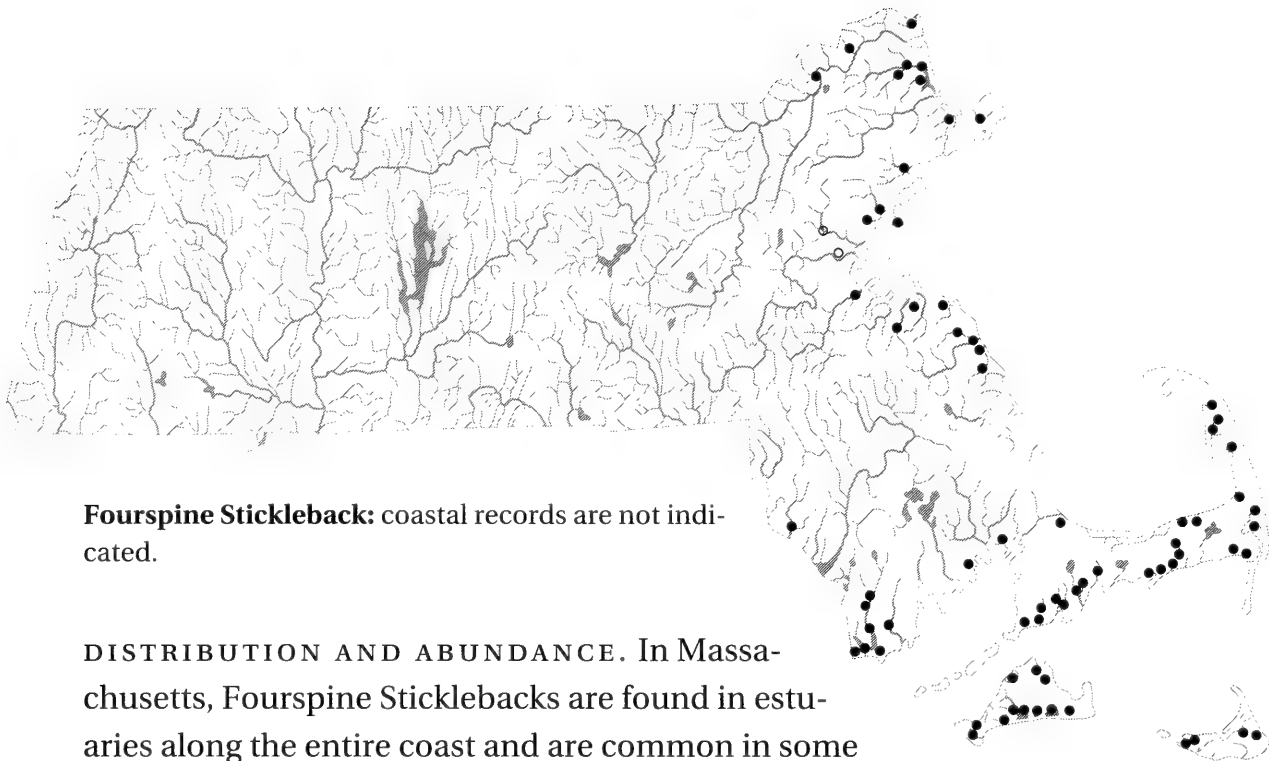 Fourspine Stickleback: coastal records are not indi-
cated.
DISTRIBUTION AND ABUNDANCE. In Massa-
chusetts, Fourspine Sticklebacks are found in estu-
aries along the entire coast and are common in some